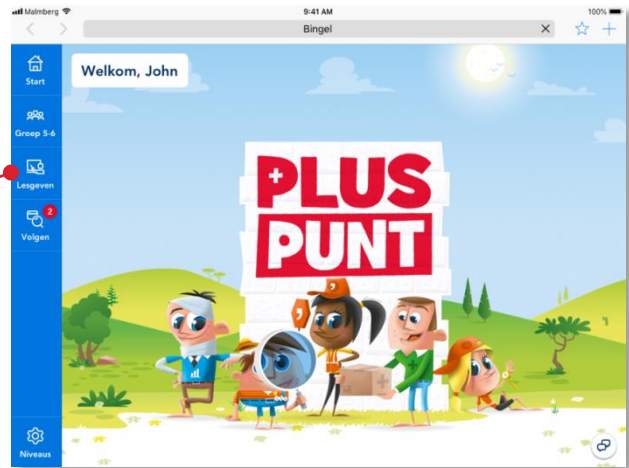 Malmberg
9:41 AM
100%
Bingel
Start
Groep 5-6
Lesgeven
2
Volgen
Niveaus
Welkom, John
PLUS
PUNT